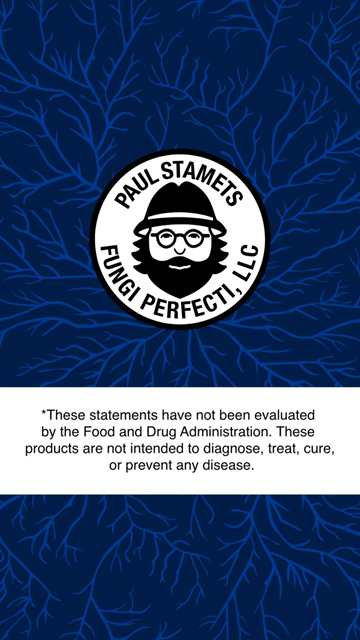 PAUL STAMETS
FUNGI PERFECTI, LLC
*These statements have not been evaluated
by the Food and Drug Administration. These
products are not intended to diagnose, treat, cure,
or prevent any disease.